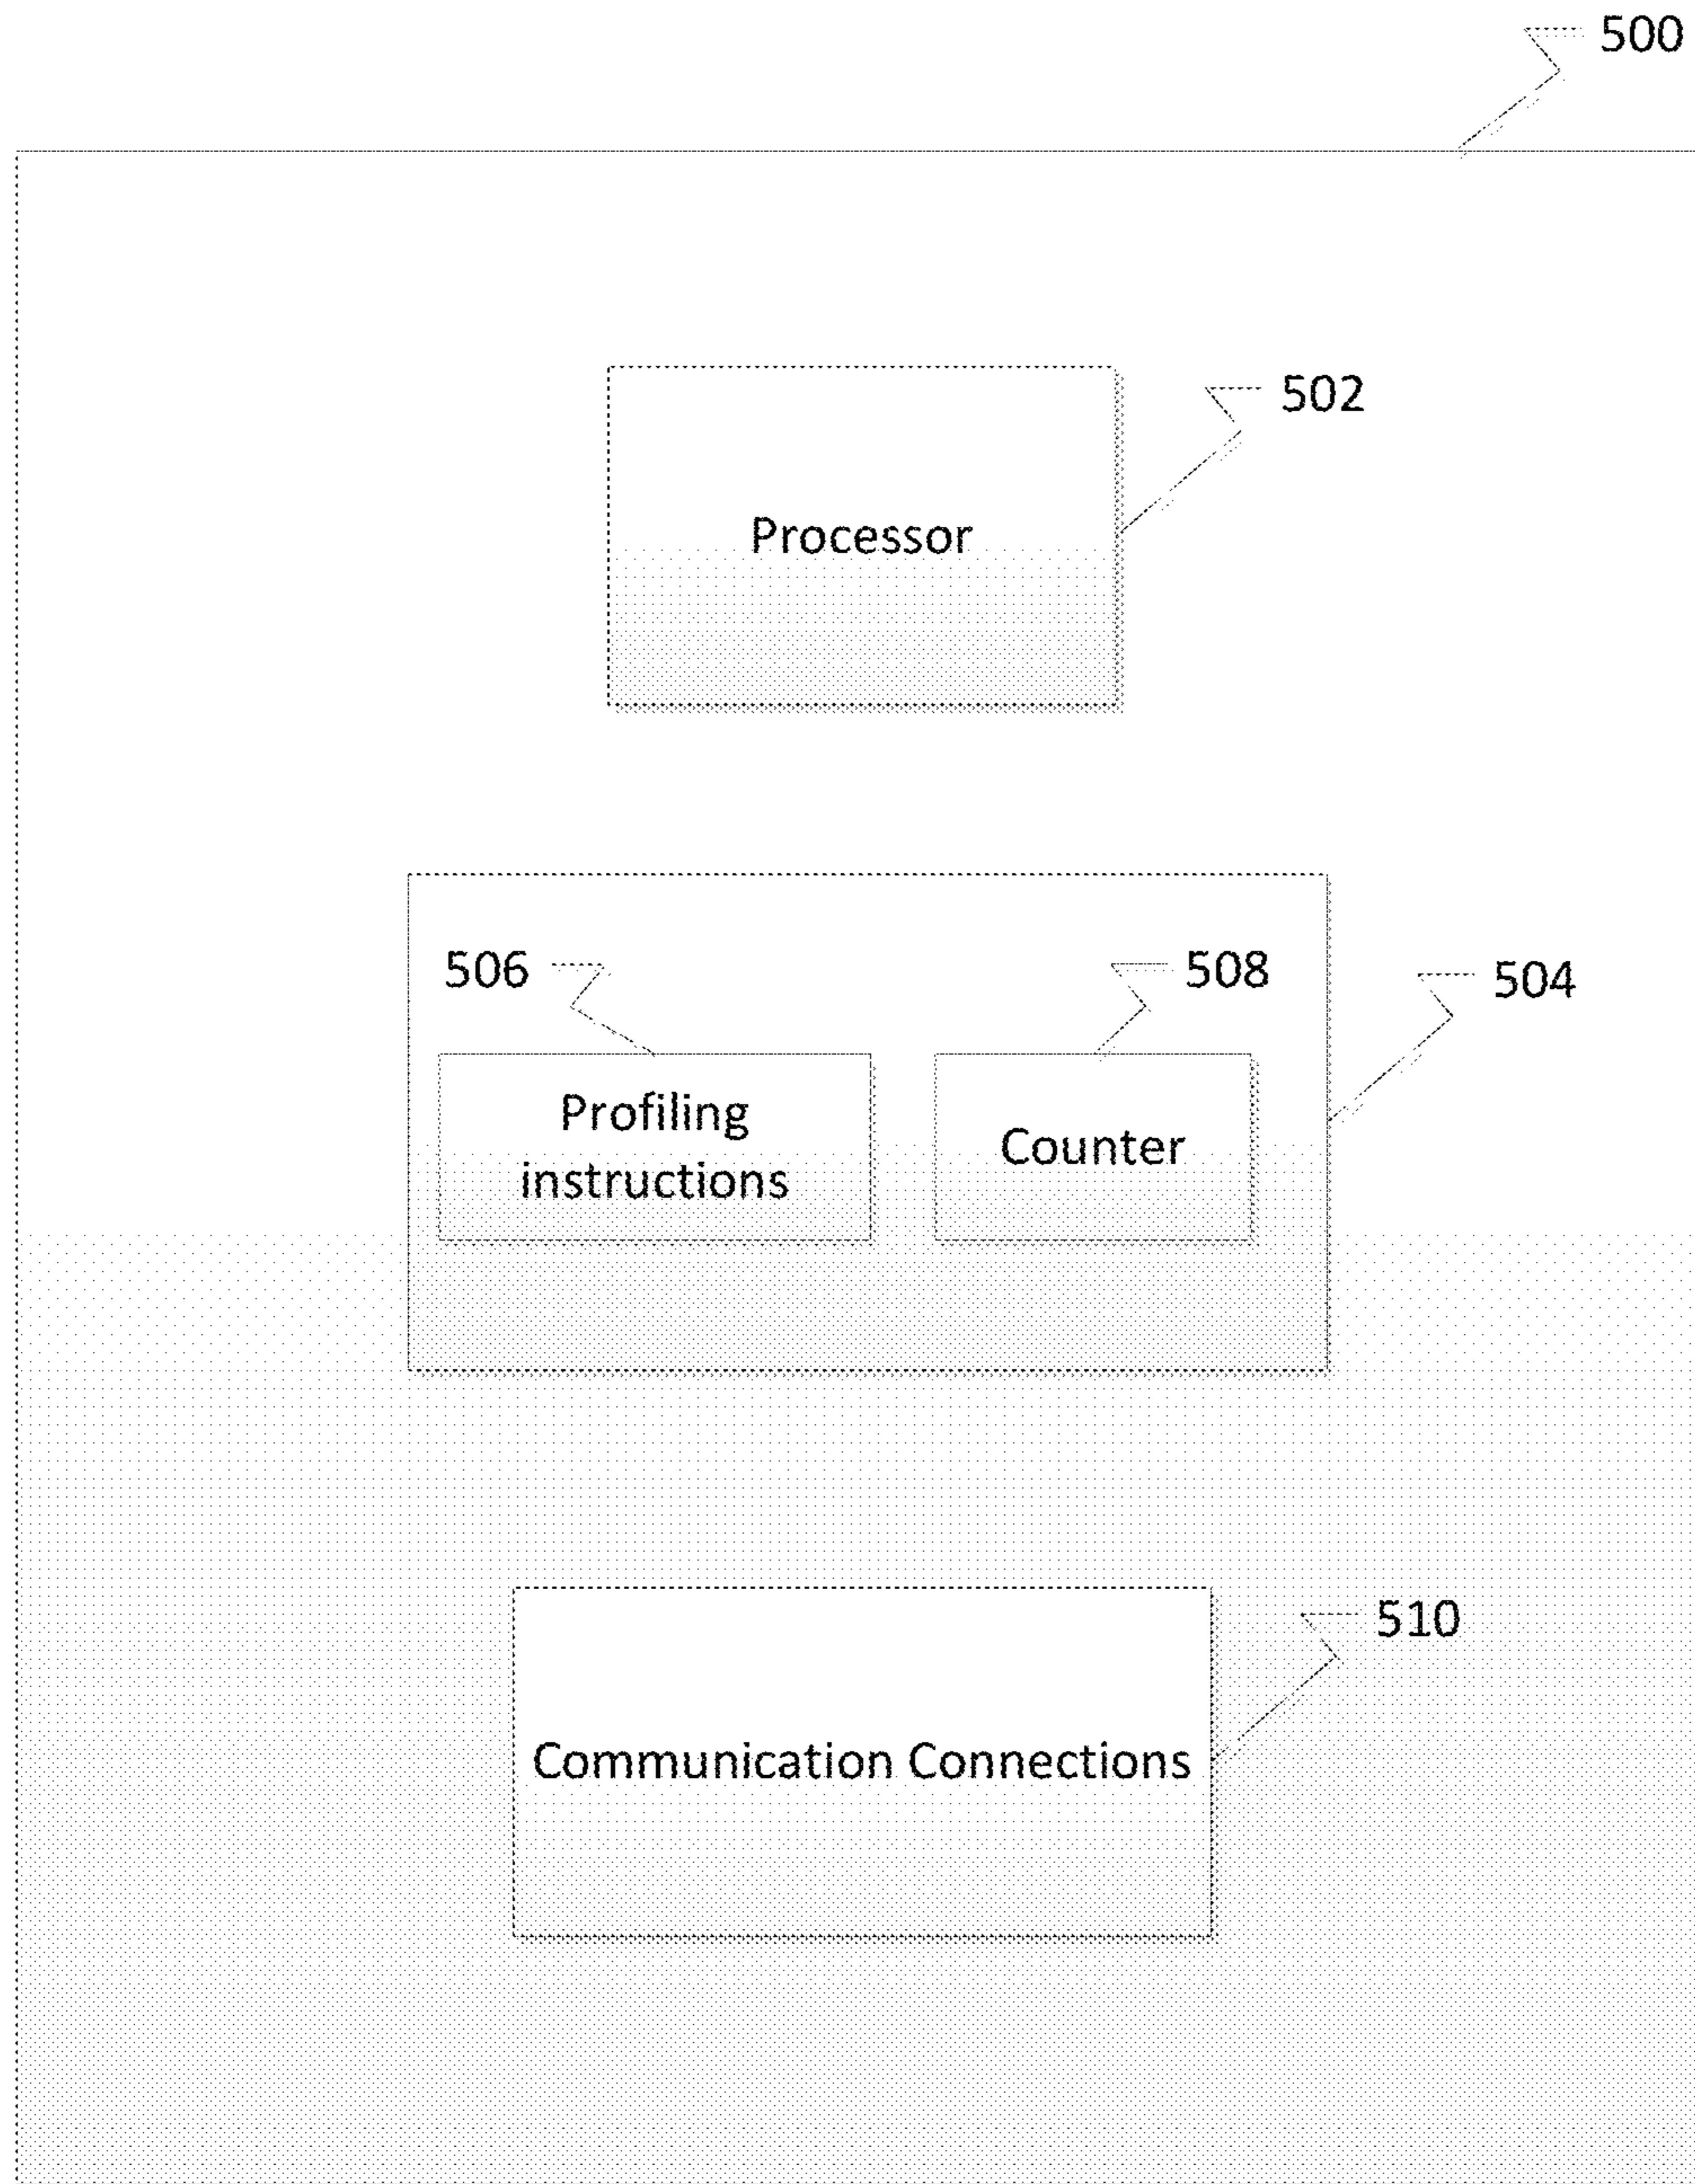 500
502
Processor
506
508
504
Profiling
instructions
Counter
510
Communication Connections